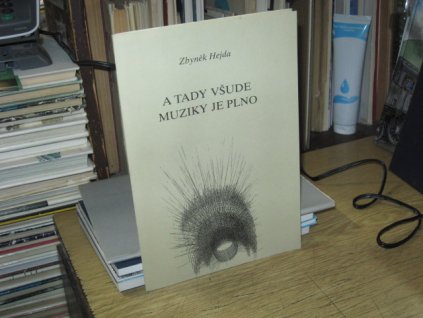 Zbyněk Hejda
A TADY VŠUDE
MUZIKY JE PLNO